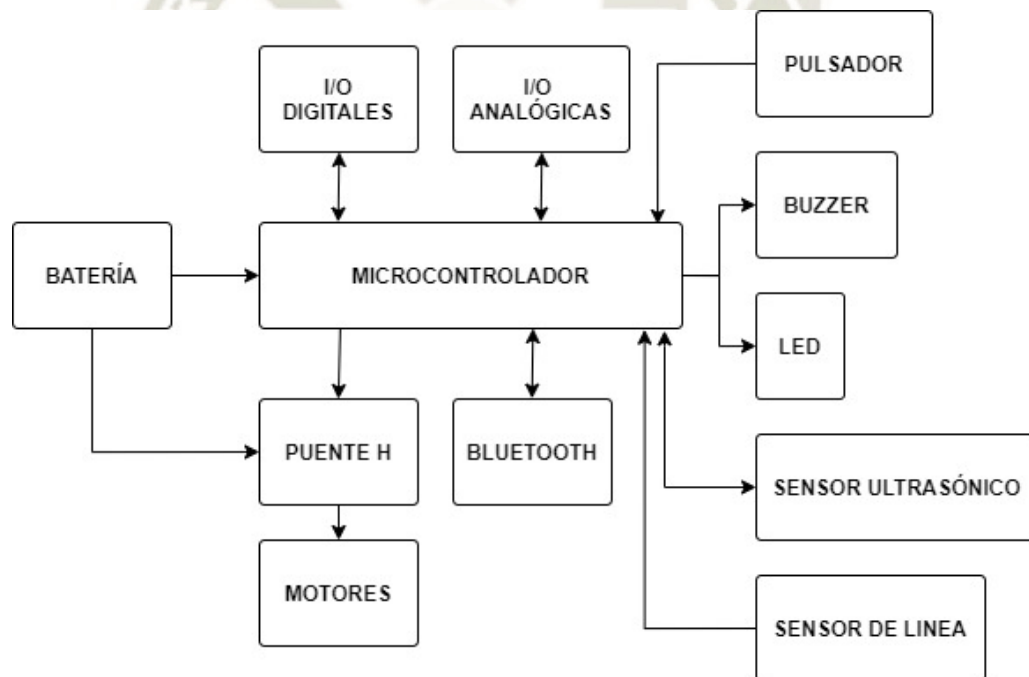 PULSADOR
I/O
DIGITALES
I/O
ANALÓGICAS
BUZZER
BATERÍA
MICROCONTROLADOR
LED
PUENTE H
BLUETOOTH
SENSOR ULTRASÓNICO
MOTORES
SENSOR DE LINEA